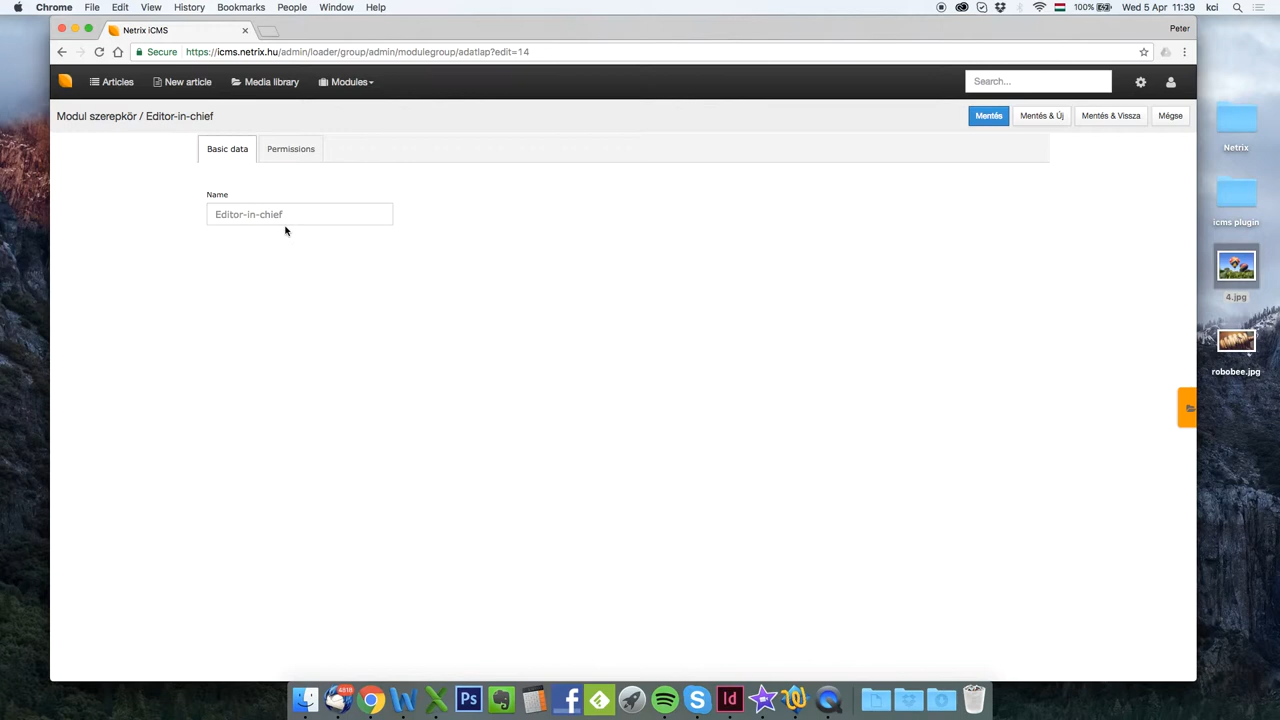 Chrome File Edit View History Bookmarks People Window Help
100% Wed 5 Apr 11:39 kci
Netrix iCMS
Peter
Secure https://icms.netrix.hu/admin/loader/group/admin/modulegroup/adatlap?edit=14
Articles New article Media library Modules Search...
Modul szerepkör / Editor-in-chief Mentés Mentés & Új Mentés & Vissza Mégse
Basic data Permissions
Netrix
Name
Editor-in-chief
icms plugin
4.jpg
robobee.jpg
4318
Ps
Id